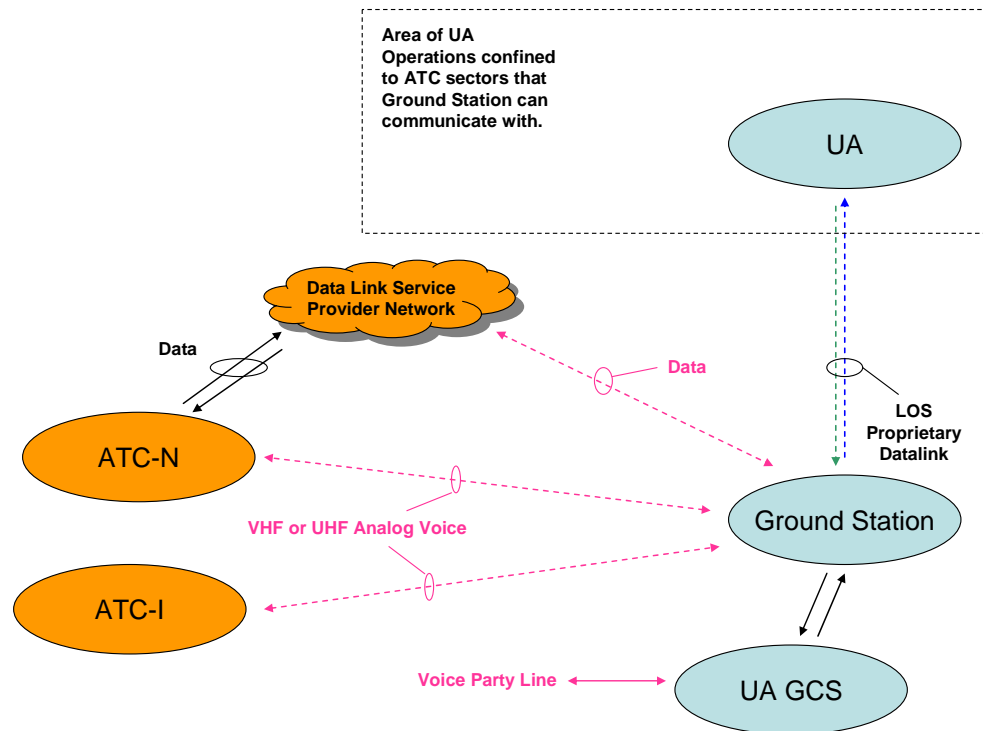 Area of UA
Operations confined
to ATC sectors that
Ground Station can
communicate with.
UA
Data Link Service
Provider Network
Data
Data
LOS
Proprietary
Datalink
ATC-N
Ground Station
VHF or UHF Analog Voice
ATC-I
Voice Party Line
UA GCS